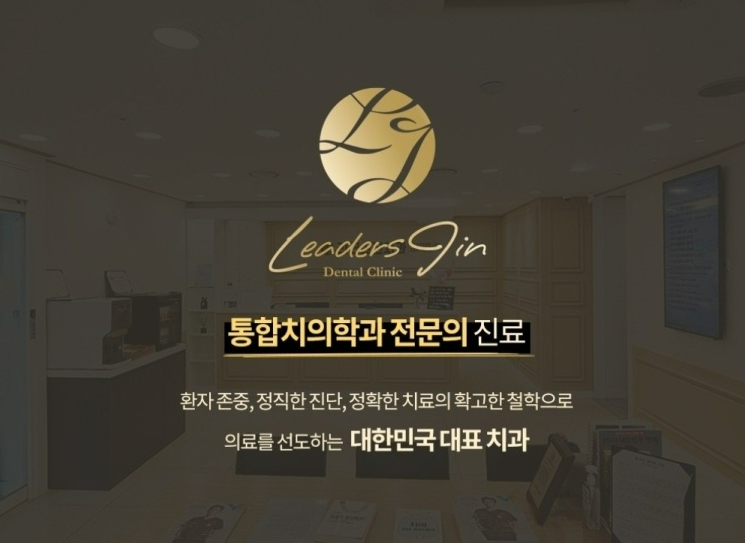 LJ
Leaders Jin
Dental Clinic
통합치의학과 전문의 진료
환자 존중, 정직한 진단, 정확한 치료의 확고한 철학으로
의료를 선도하는 대한민국 대표 치과